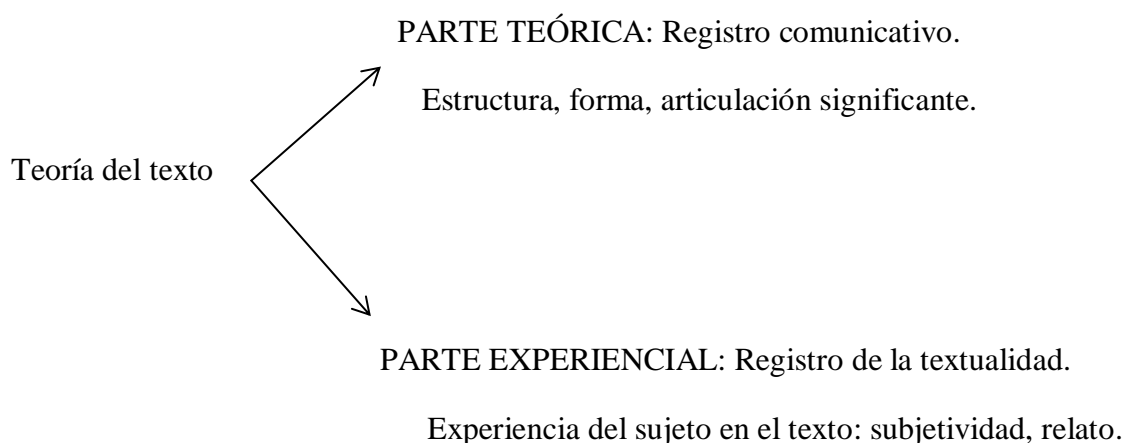 PARTE TEÓRICA: Registro comunicativo.
Estructura, forma, articulación significante.
Teoría del texto
PARTE EXPERIENCIAL: Registro de la textualidad.
Experiencia del sujeto en el texto: subjetividad, relato.